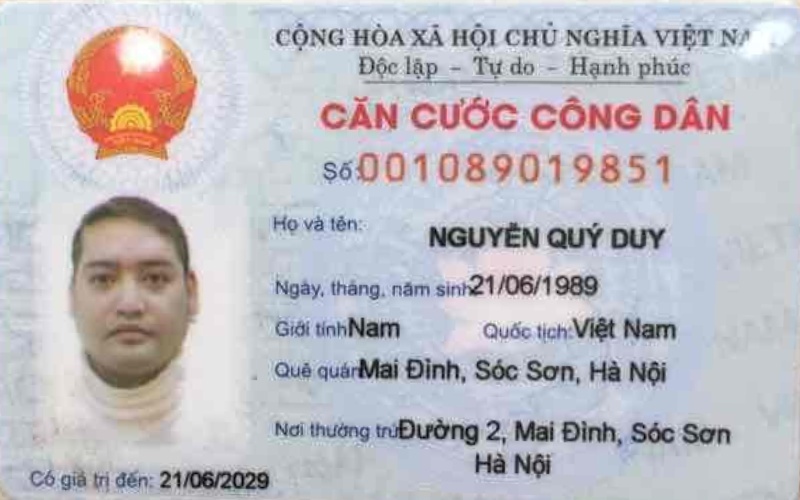 CỘNG HÒA XÃ HỘI CHỦ NGHĨA VIỆT NAM
Độc lập - Tự do - Hạnh phúc
CĂN CƯỚC CÔNG DÂN
Số: 001089019851
Họ và tên: NGUYỄN QUÝ DUY
Ngày, tháng, năm sinh: 21/06/1989
Giới tính: Nam Quốc tịch: Việt Nam
Quê quán: Mai Đình, Sóc Sơn, Hà Nội
Nơi thường trú: Đường 2, Mai Đình, Sóc Sơn
Hà Nội
Có giá trị đến: 21/06/2029